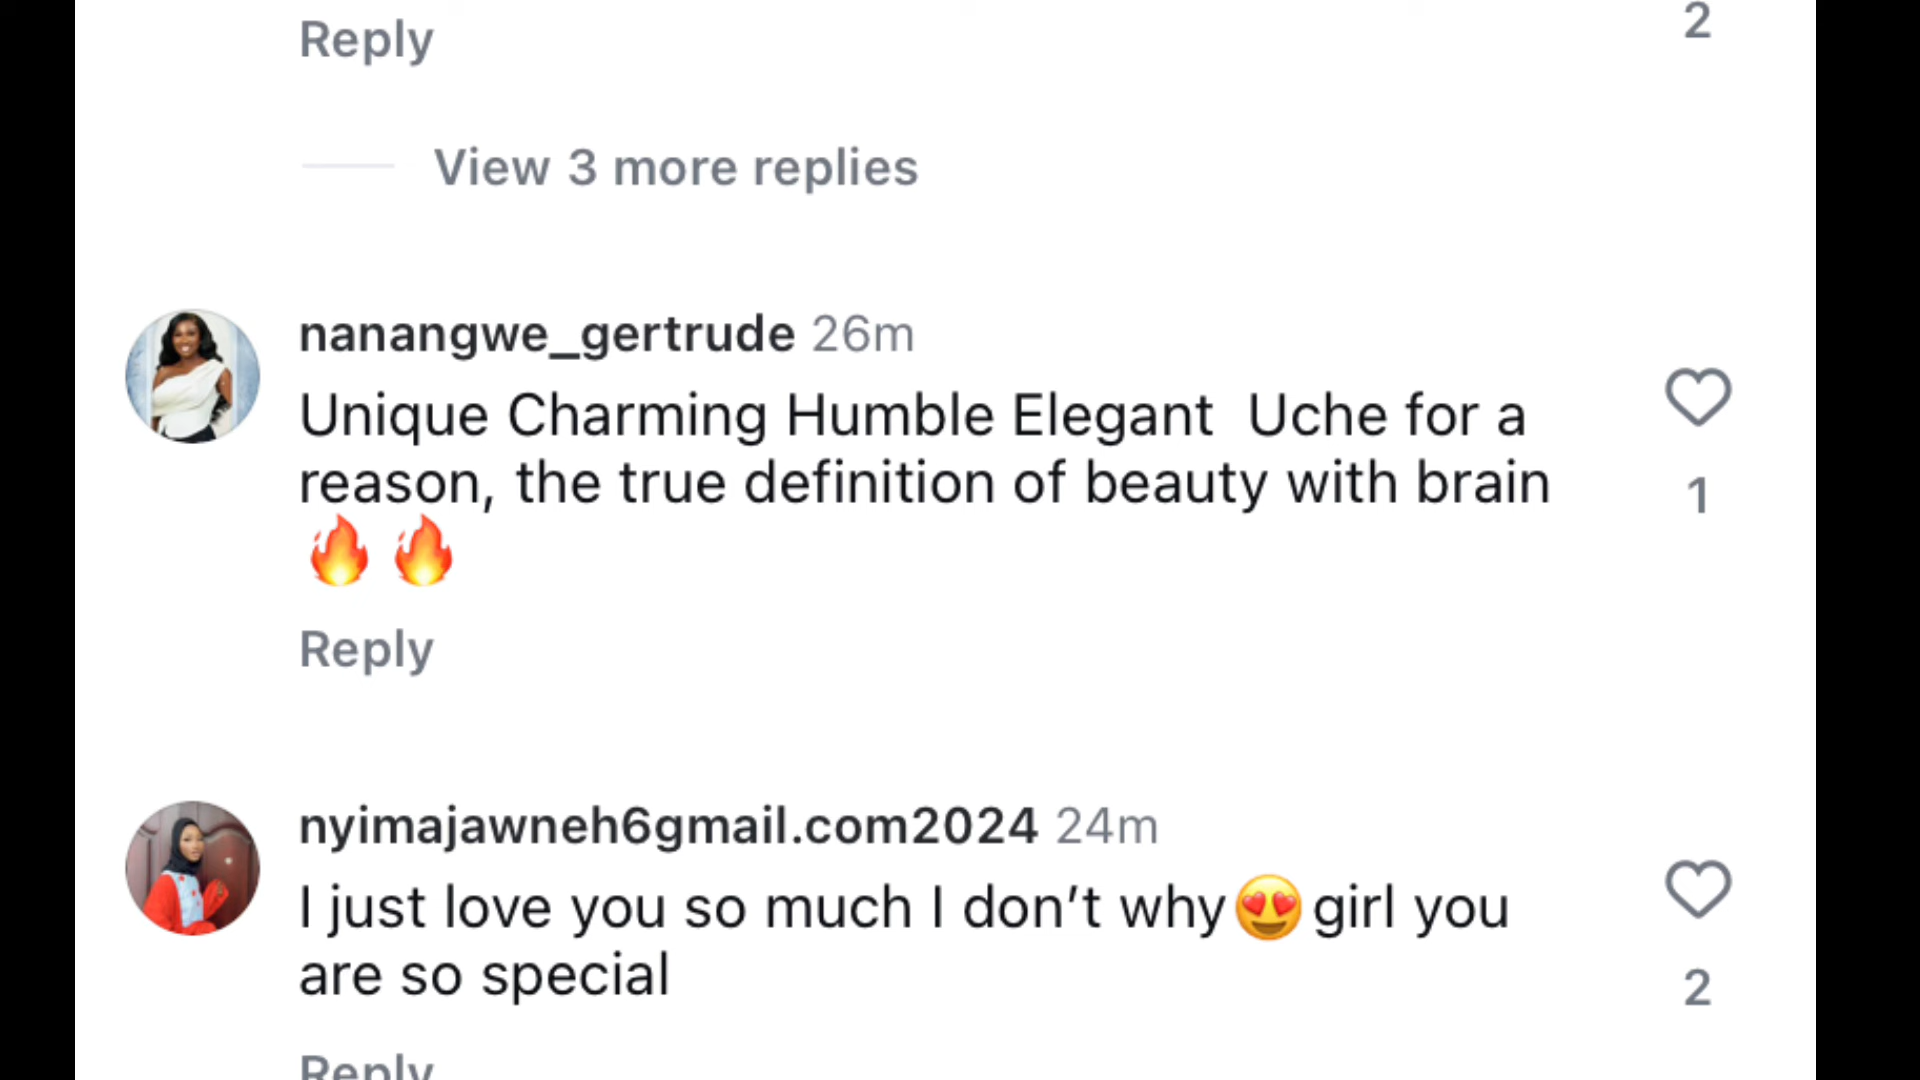 Reply
2
View 3 more replies
nanangwe_gertrude 26m
Unique Charming Humble Elegant  Uche for a
reason, the true definition of beauty with brain
🔥🔥
1
Reply
nyimajawneh6gmail.com2024 24m
I just love you so much I don’t why😍girl you
are so special
2
Reply